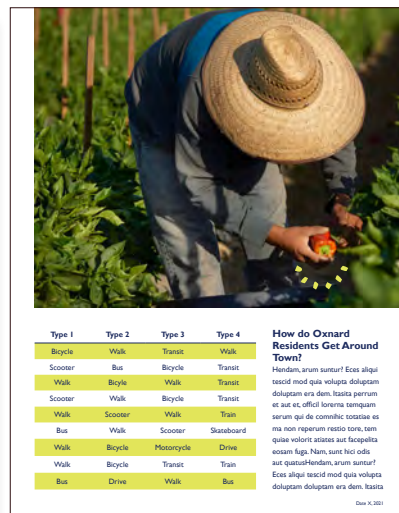 Type 1 Type 2 Type 3 Type 4
Bicycle Walk Transit Walk
Scooter Bus Bicycle Transit
Walk Bicyle Walk Transit
Scooter Walk Bicycle Transit
Walk Scooter Walk Train
Bus Walk Scooter Skateboard
Walk Bicycle Motorcycle Drive
Walk Bicycle Transit Train
Bus Drive Walk Bus
How do Oxnard
Residents Get Around
Town?
Hendam, arum suntur? Eces aliqui
tescid mod quia volupta doluptam
doluptam era dem. Itasita perrum
et aut et, officil lorerna temquam
serum qui de comnihic totatiae es
ma non reperum restio tore, tem
quiae volorit atiates aut facepelita
eosam fuga. Nam, sunt hici odis
aut quatusHendam, arum suntur?
Eces aliqui tescid mod quia volupta
doluptam doluptam era dem. Itasita
Date X, 2021